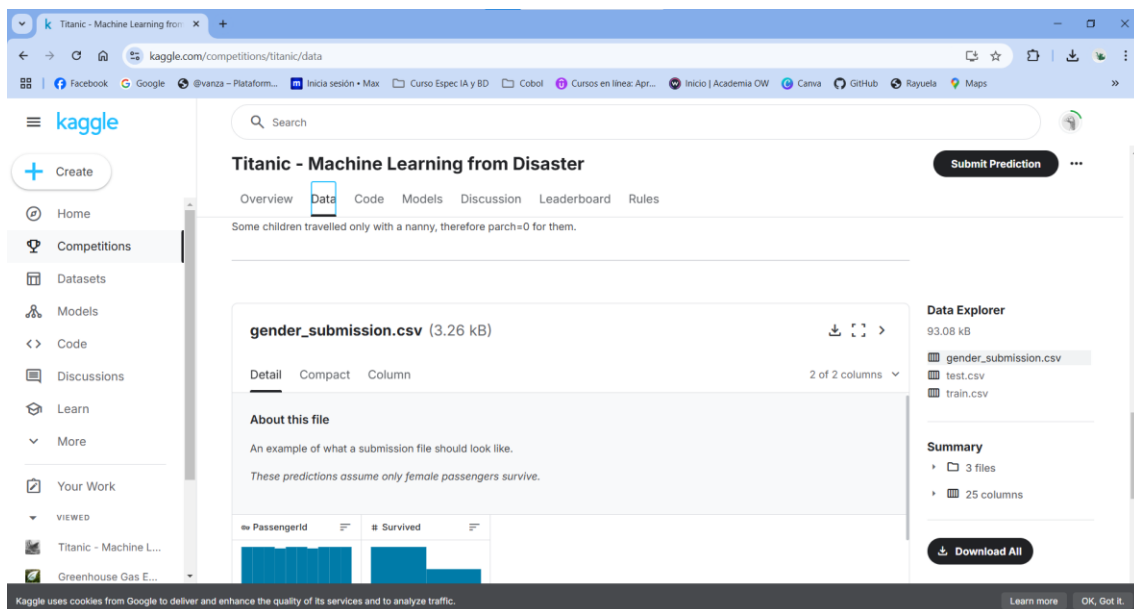 Titanic - Machine Learning from
kaggle.com/competitions/titanic/data
Facebook Google @vanza – Plataform... Inicia sesión • Max Curso Espec IA y BD Cobol Cursos en línea: Apr... Inicio | Academia OW Canva GitHub Rayuela Maps »
kaggle
Search
Create
Home
Competitions
Datasets
Models
Code
Discussions
Learn
More
Your Work
VIEWED
Titanic - Machine L...
Greenhouse Gas E...
Titanic - Machine Learning from Disaster
Submit Prediction
Overview Data Code Models Discussion Leaderboard Rules
Some children travelled only with a nanny, therefore parch=0 for them.
gender_submission.csv (3.26 kB)
Detail Compact Column 2 of 2 columns
About this file
An example of what a submission file should look like.
These predictions assume only female passengers survive.
PassengerId # Survived
Data Explorer
93.08 kB
gender_submission.csv
test.csv
train.csv
Summary
3 files
25 columns
Download All
Kaggle uses cookies from Google to deliver and enhance the quality of its services and to analyze traffic.
Learn more OK, Got it.